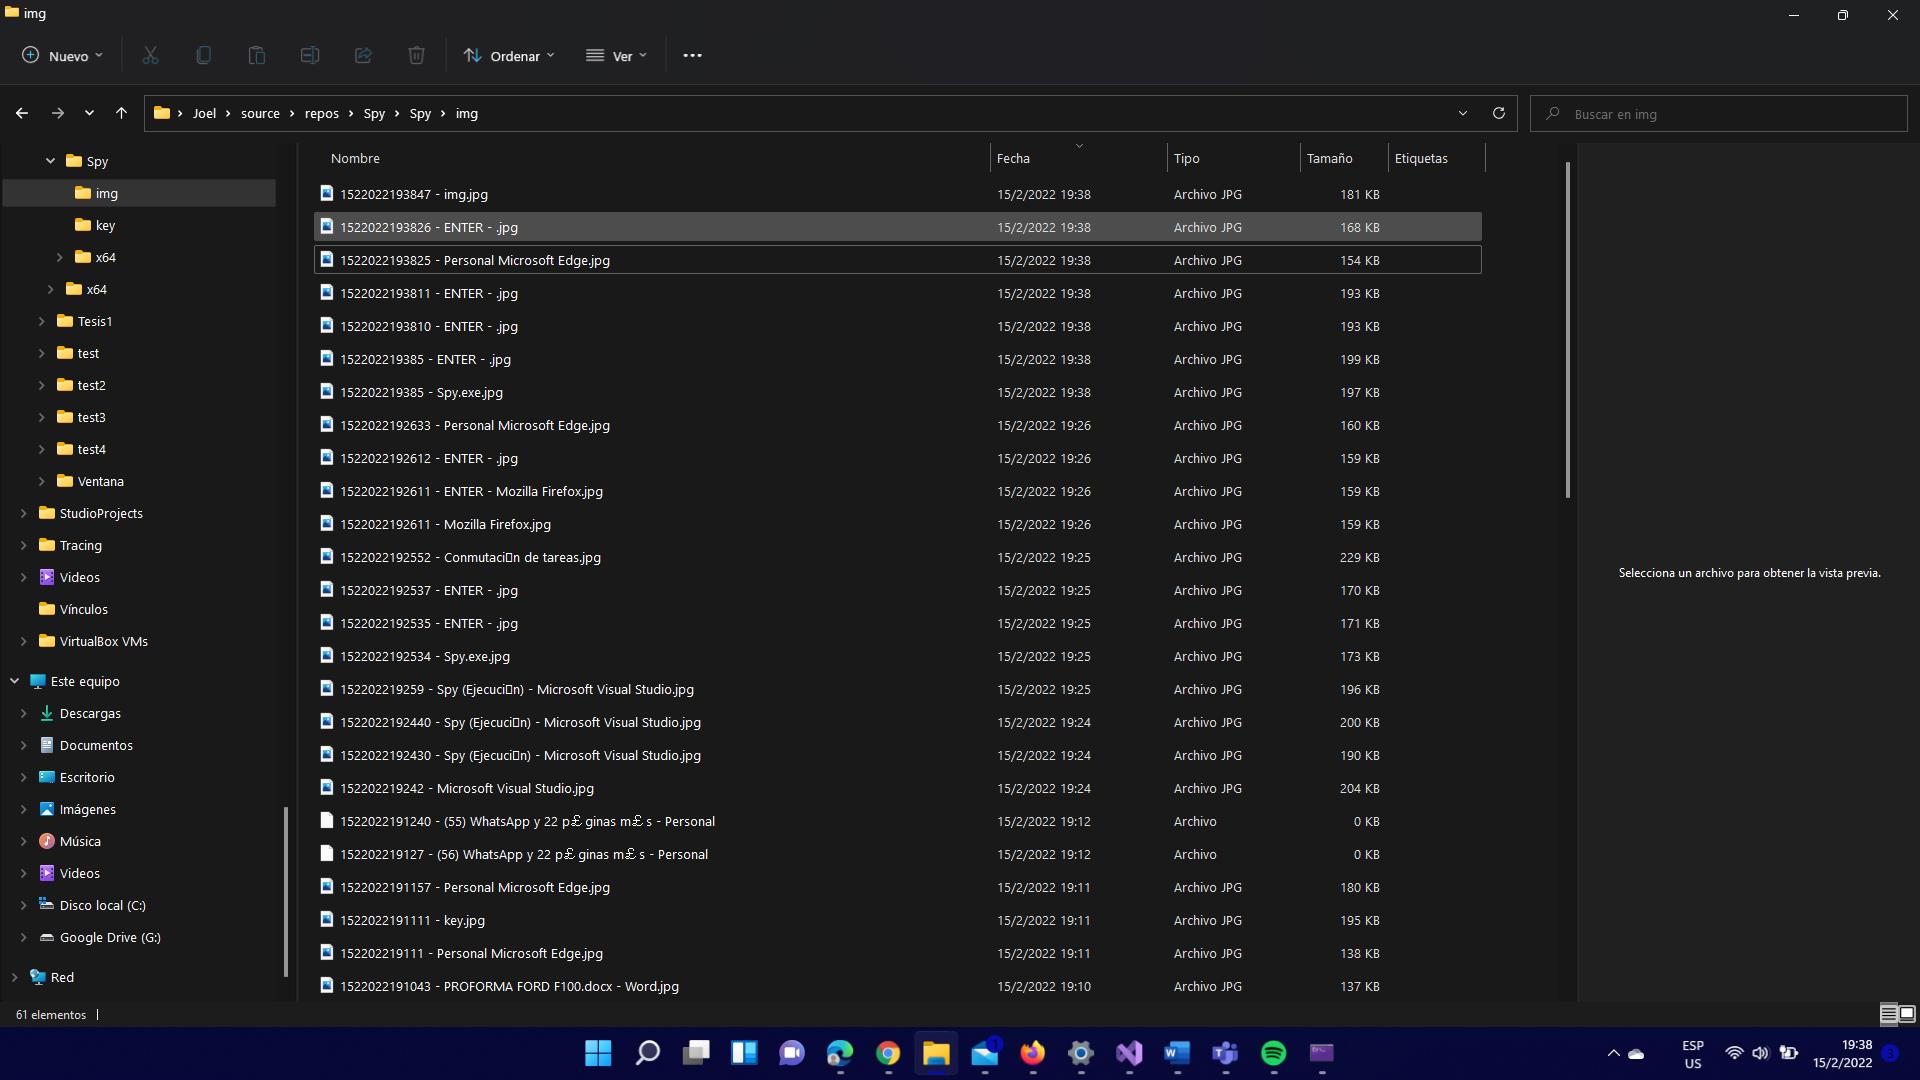 img
Nuevo Ordenar Ver
Joel source repos Spy Spy img Buscar en img
Spy
img
key
x64
x64
Tesis1
test
test2
test3
test4
Ventana
StudioProjects
Tracing
Videos
Vínculos
VirtualBox VMs
Este equipo
Descargas
Documentos
Escritorio
Imágenes
Música
Videos
Disco local (C:)
Google Drive (G:)
Red
Nombre Fecha Tipo Tamaño Etiquetas
1522022193847 - img.jpg 15/2/2022 19:38 Archivo JPG 181 KB
1522022193826 - ENTER - .jpg 15/2/2022 19:38 Archivo JPG 168 KB
1522022193825 - Personal Microsoft Edge.jpg 15/2/2022 19:38 Archivo JPG 154 KB
1522022193811 - ENTER - .jpg 15/2/2022 19:38 Archivo JPG 193 KB
1522022193810 - ENTER - .jpg 15/2/2022 19:38 Archivo JPG 193 KB
152202219385 - ENTER - .jpg 15/2/2022 19:38 Archivo JPG 199 KB
152202219385 - Spy.exe.jpg 15/2/2022 19:38 Archivo JPG 197 KB
1522022192633 - Personal Microsoft Edge.jpg 15/2/2022 19:26 Archivo JPG 160 KB
1522022192612 - ENTER - .jpg 15/2/2022 19:26 Archivo JPG 159 KB
1522022192611 - ENTER - Mozilla Firefox.jpg 15/2/2022 19:26 Archivo JPG 159 KB
1522022192611 - Mozilla Firefox.jpg 15/2/2022 19:26 Archivo JPG 159 KB
1522022192552 - Conmutaci▯n de tareas.jpg 15/2/2022 19:25 Archivo JPG 229 KB
1522022192537 - ENTER - .jpg 15/2/2022 19:25 Archivo JPG 170 KB
1522022192535 - ENTER - .jpg 15/2/2022 19:25 Archivo JPG 171 KB
1522022192534 - Spy.exe.jpg 15/2/2022 19:25 Archivo JPG 173 KB
152202219259 - Spy (Ejecuci▯n) - Microsoft Visual Studio.jpg 15/2/2022 19:25 Archivo JPG 196 KB
1522022192440 - Spy (Ejecuci▯n) - Microsoft Visual Studio.jpg 15/2/2022 19:24 Archivo JPG 200 KB
1522022192430 - Spy (Ejecuci▯n) - Microsoft Visual Studio.jpg 15/2/2022 19:24 Archivo JPG 190 KB
152202219242 - Microsoft Visual Studio.jpg 15/2/2022 19:24 Archivo JPG 204 KB
1522022191240 - (55) WhatsApp y 22 p£ginas m£s - Personal 15/2/2022 19:12 Archivo 0 KB
152202219127 - (56) WhatsApp y 22 p£ginas m£s - Personal 15/2/2022 19:12 Archivo 0 KB
1522022191157 - Personal Microsoft Edge.jpg 15/2/2022 19:11 Archivo JPG 180 KB
1522022191111 - key.jpg 15/2/2022 19:11 Archivo JPG 195 KB
152202219111 - Personal Microsoft Edge.jpg 15/2/2022 19:11 Archivo JPG 138 KB
1522022191043 - PROFORMA FORD F100.docx - Word.jpg 15/2/2022 19:10 Archivo JPG 137 KB
Selecciona un archivo para obtener la vista previa.
61 elementos
ESP
US
19:38
15/2/2022